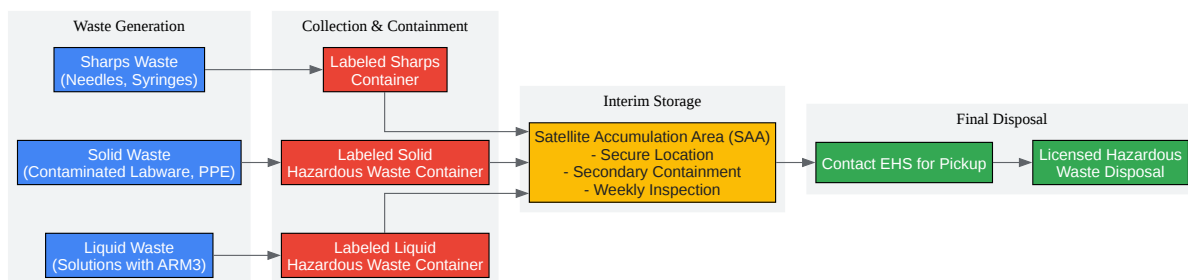 Waste Generation
Sharps Waste
(Needles, Syringes)
Solid Waste
(Contaminated Labware, PPE)
Liquid Waste
(Solutions with ARM3)
Collection & Containment
Labeled Sharps
Container
Labeled Solid
Hazardous Waste Container
Labeled Liquid
Hazardous Waste Container
Interim Storage
Satellite Accumulation Area (SAA)
- Secure Location
- Secondary Containment
- Weekly Inspection
Final Disposal
Contact EHS for Pickup
Licensed Hazardous
Waste Disposal